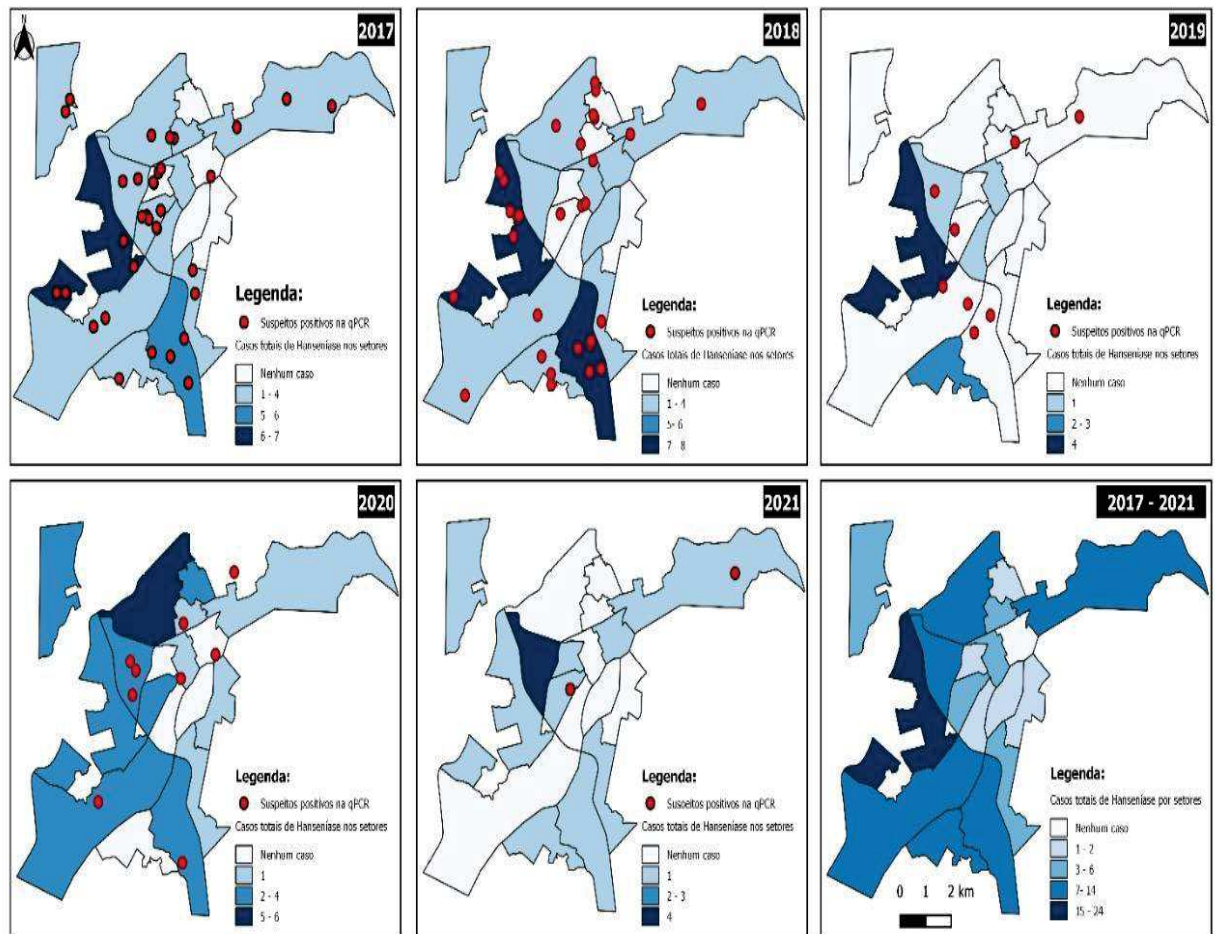 N
2017
Legenda:
Suspeitos positivos na qPCR
Casos totais de Hanseníase nos setores
Nenhum caso
1 - 4
5 - 6
6 - 7
2018
Legenda:
Suspeitos positivos na qPCR
Casos totais de Hanseníase nos setores
Nenhum caso
1 - 4
5 - 6
7 - 8
2019
Legenda:
Suspeitos positivos na qPCR
Casos totais de Hanseníase nos setores
Nenhum caso
1
2 - 3
4
2020
Legenda:
Suspeitos positivos na qPCR
Casos totais de Hanseníase nos setores
Nenhum caso
1
2 - 4
5 - 6
2021
Legenda:
Suspeitos positivos na qPCR
Casos totais de Hanseníase nos setores
Nenhum caso
1
2 - 3
4
2017 - 2021
Legenda:
Casos totais de Hanseníase por setores
Nenhum caso
1 - 2
3 - 6
7- 14
15 - 24
0 1 2 km